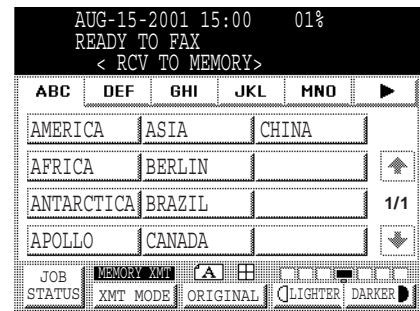 AUG-15-2001 15:00 01%
READY TO FAX
< RCV TO MEMORY>
ABC DEF GHI JKL MNO
AMERICA ASIA CHINA
AFRICA BERLIN
ANTARCTICA BRAZIL 1/1
APOLLO CANADA
JOB STATUS MEMORY XMT A
XMT MODE ORIGINAL LIGHTER DARKER